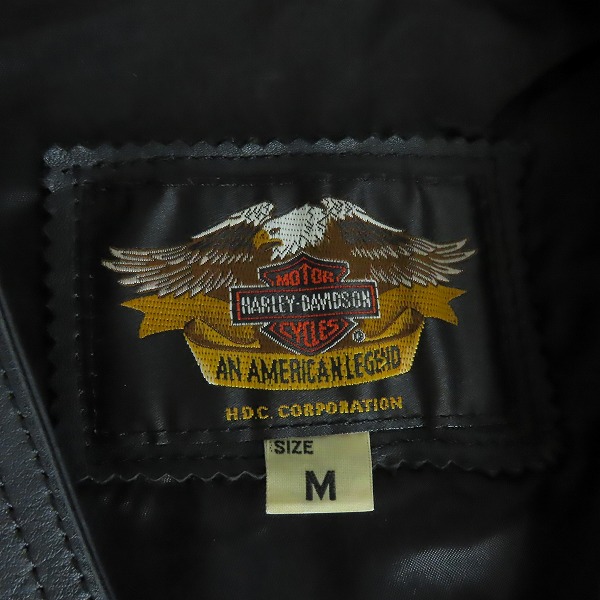 MOTOR
HARLEY-DAVIDSON
CYCLES
®
AN AMERICAN LEGEND
H.D.C. CORPORATION
SIZE
M